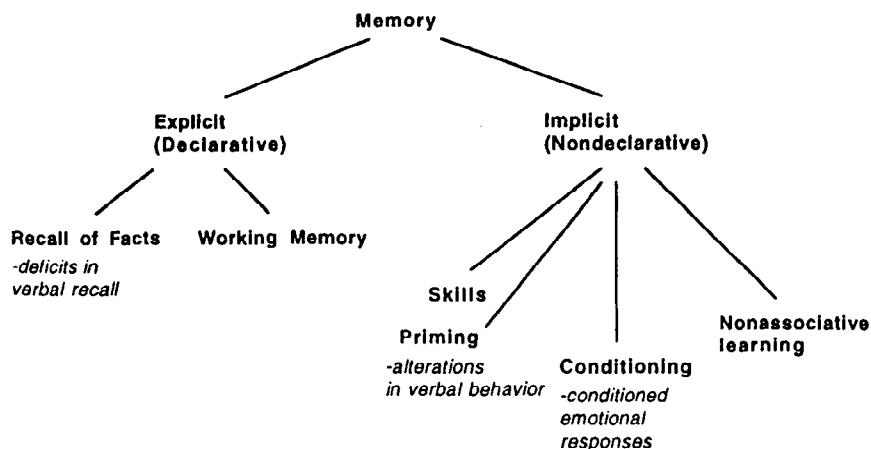 Memory
Explicit
(Declarative)
Implicit
(Nondeclarative)
Recall of Facts
-deficits in
verbal recall
Working Memory
Skills
Priming
-alterations
in verbal behavior
Conditioning
-conditioned
emotional
responses
Nonassociative
learning